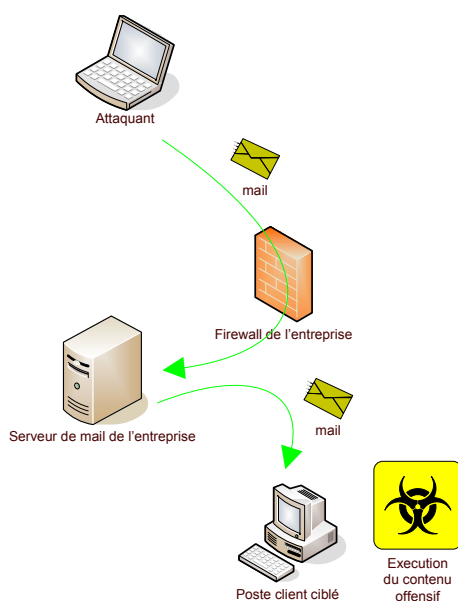 Attaquant
mail
Firewall de l'entreprise
Serveur de mail de l'entreprise
mail
Poste client ciblé
Execution
du contenu
offensif